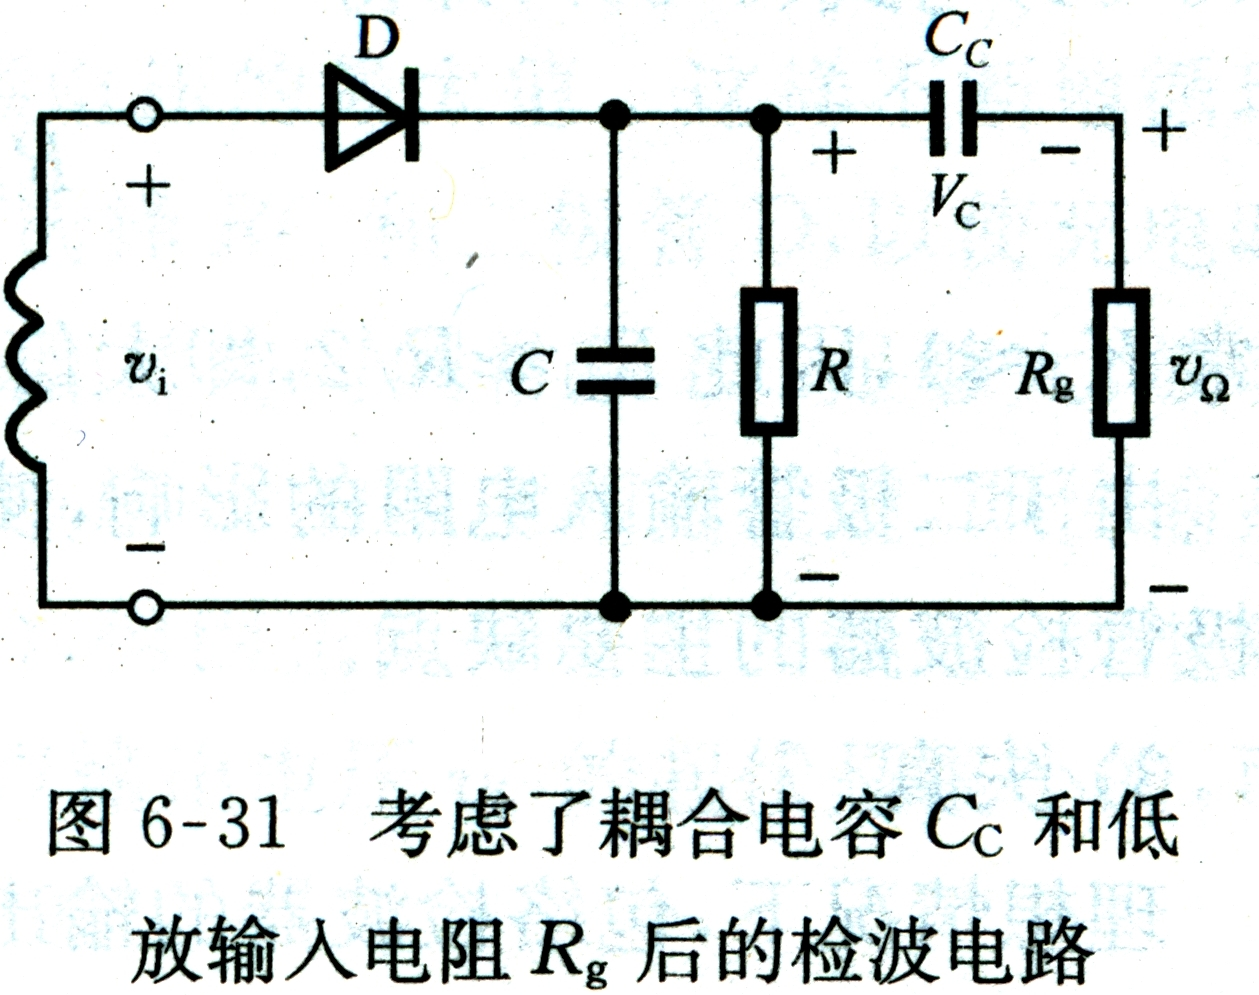 D
C_C
+ + − +
V_C
v_i C R R_g v_Ω
− − −
图 6-31 考虑了耦合电容 C_C 和低
放输入电阻 R_g 后的检波电路